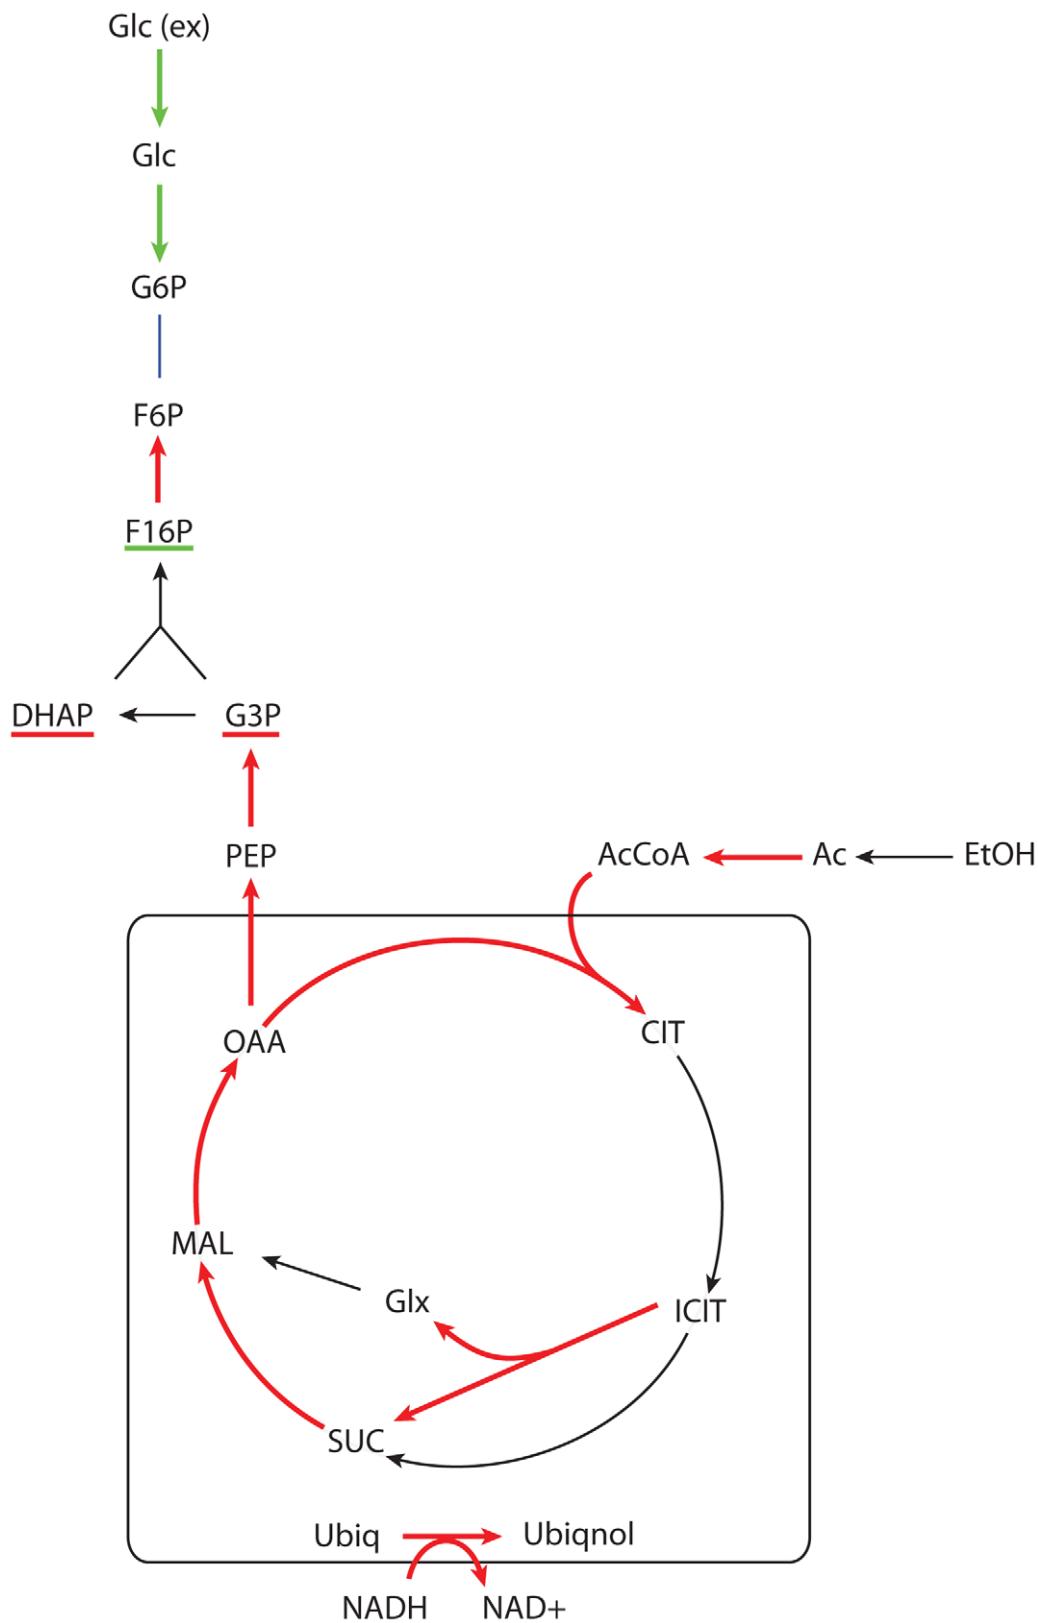 Glc (ex)
Glc
G6P
F6P
F16P
DHAP
G3P
PEP
AcCoA
Ac
EtOH
OAA
CIT
MAL
Glx
ICIT
SUC
Ubiq
Ubiqnol
NADH
NAD+